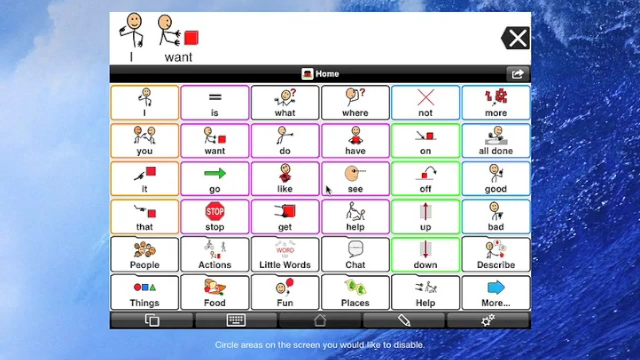 I want
Home
I is what where not more
you want do have on all done
it go like see off good
STOP
that stop get help up bad
WORD
People Actions Little Words Chat down Describe
Things Food Fun Places Help More...
Circle areas on the screen you would like to disable.